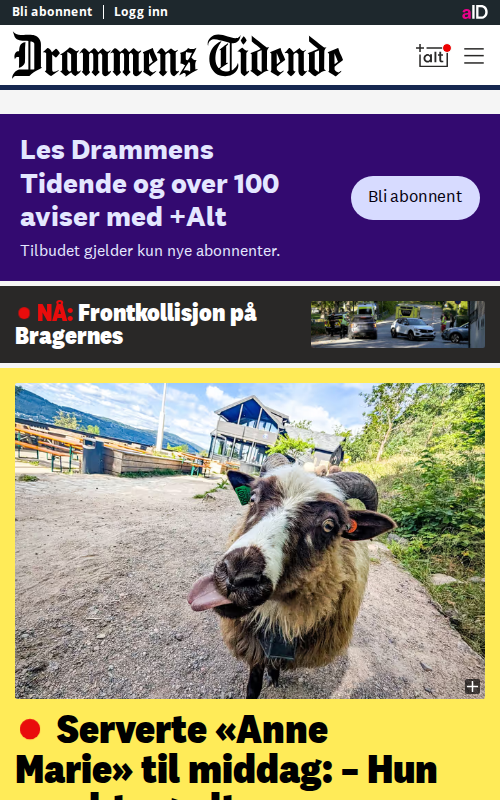 Bli abonnent | Logg inn
aID
Drammens Tidende
+alt
Les Drammens
Tidende og over 100
aviser med +Alt
Bli abonnent
Tilbudet gjelder kun nye abonnenter.
NÅ: Frontkollisjon på
Bragernes
Serverte «Anne
Marie» til middag: – Hun